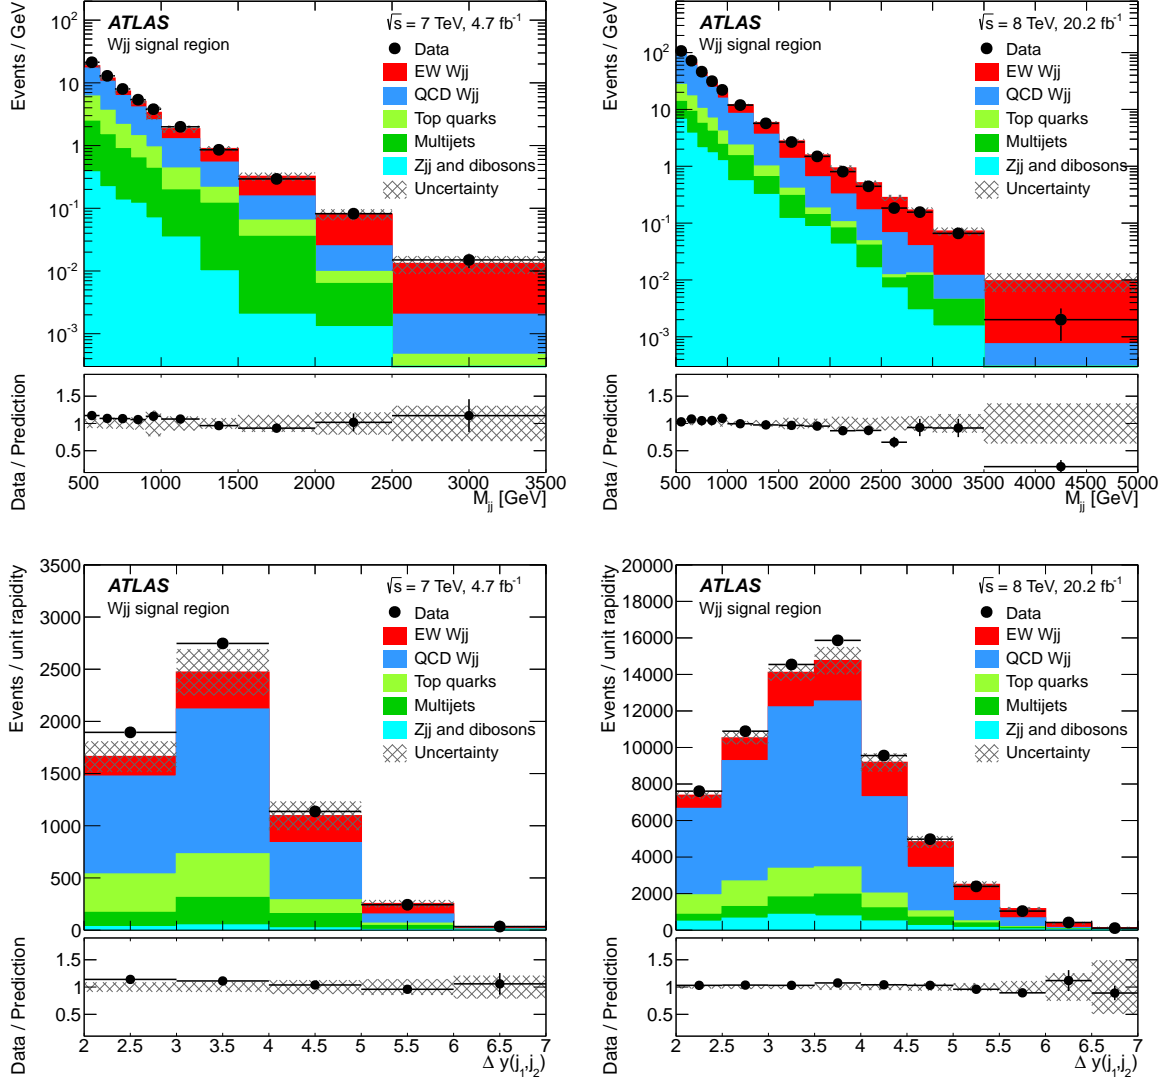 ATLAS
Wjj signal region
√s = 7 TeV, 4.7 fb-1
Data
EW Wjj
QCD Wjj
Top quarks
Multijets
Zjj and dibosons
Uncertainty
Events / GeV
10
1
10-1
10-2
10-3
Data / Prediction
1.5
1
0.5
500 1000 1500 2000 2500 3000 3500
Mjj [GeV]
ATLAS
Wjj signal region
√s = 8 TeV, 20.2 fb-1
Data
EW Wjj
QCD Wjj
Top quarks
Multijets
Zjj and dibosons
Uncertainty
Events / GeV
102
10
1
10-1
10-2
10-3
Data / Prediction
1.5
1
0.5
500 1000 1500 2000 2500 3000 3500 4000 4500 5000
Mjj [GeV]
ATLAS
Wjj signal region
√s = 7 TeV, 4.7 fb-1
Data
EW Wjj
QCD Wjj
Top quarks
Multijets
Zjj and dibosons
Uncertainty
Events / unit rapidity
3500
3000
2500
2000
1500
1000
500
0
Data / Prediction
1.5
1
0.5
2 2.5 3 3.5 4 4.5 5 5.5 6 6.5 7
Δ y(j1,j2)
ATLAS
Wjj signal region
√s = 8 TeV, 20.2 fb-1
Data
EW Wjj
QCD Wjj
Top quarks
Multijets
Zjj and dibosons
Uncertainty
Events / unit rapidity
20000
18000
16000
14000
12000
10000
8000
6000
4000
2000
0
Data / Prediction
1.5
1
0.5
2 2.5 3 3.5 4 4.5 5 5.5 6 6.5 7
Δ y(j1,j2)